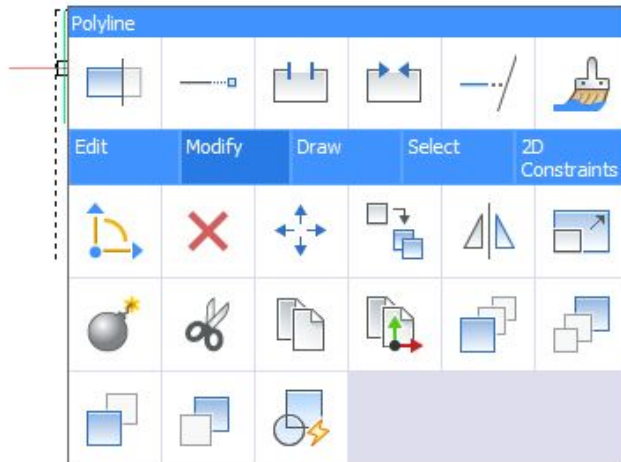 Polyline
Edit
Modify
Draw
Select
2D
Constraints